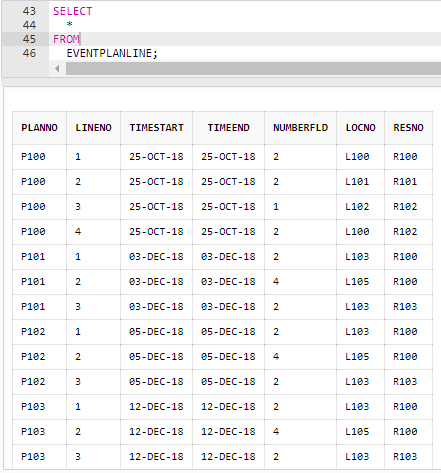 43 SELECT
44 *
45 FROM
46 EVENTPLANLINE;
PLANNO LINENO TIMESTART TIMEEND NUMBERFLD LOCNO RESNO
P100 1 25-OCT-18 25-OCT-18 2 L100 R100
P100 2 25-OCT-18 25-OCT-18 2 L101 R101
P100 3 25-OCT-18 25-OCT-18 1 L102 R102
P100 4 25-OCT-18 25-OCT-18 2 L100 R102
P101 1 03-DEC-18 03-DEC-18 2 L103 R100
P101 2 03-DEC-18 03-DEC-18 4 L105 R100
P101 3 03-DEC-18 03-DEC-18 2 L103 R103
P102 1 05-DEC-18 05-DEC-18 2 L103 R100
P102 2 05-DEC-18 05-DEC-18 4 L105 R100
P102 3 05-DEC-18 05-DEC-18 2 L103 R103
P103 1 12-DEC-18 12-DEC-18 2 L103 R100
P103 2 12-DEC-18 12-DEC-18 4 L105 R100
P103 3 12-DEC-18 12-DEC-18 2 L103 R103